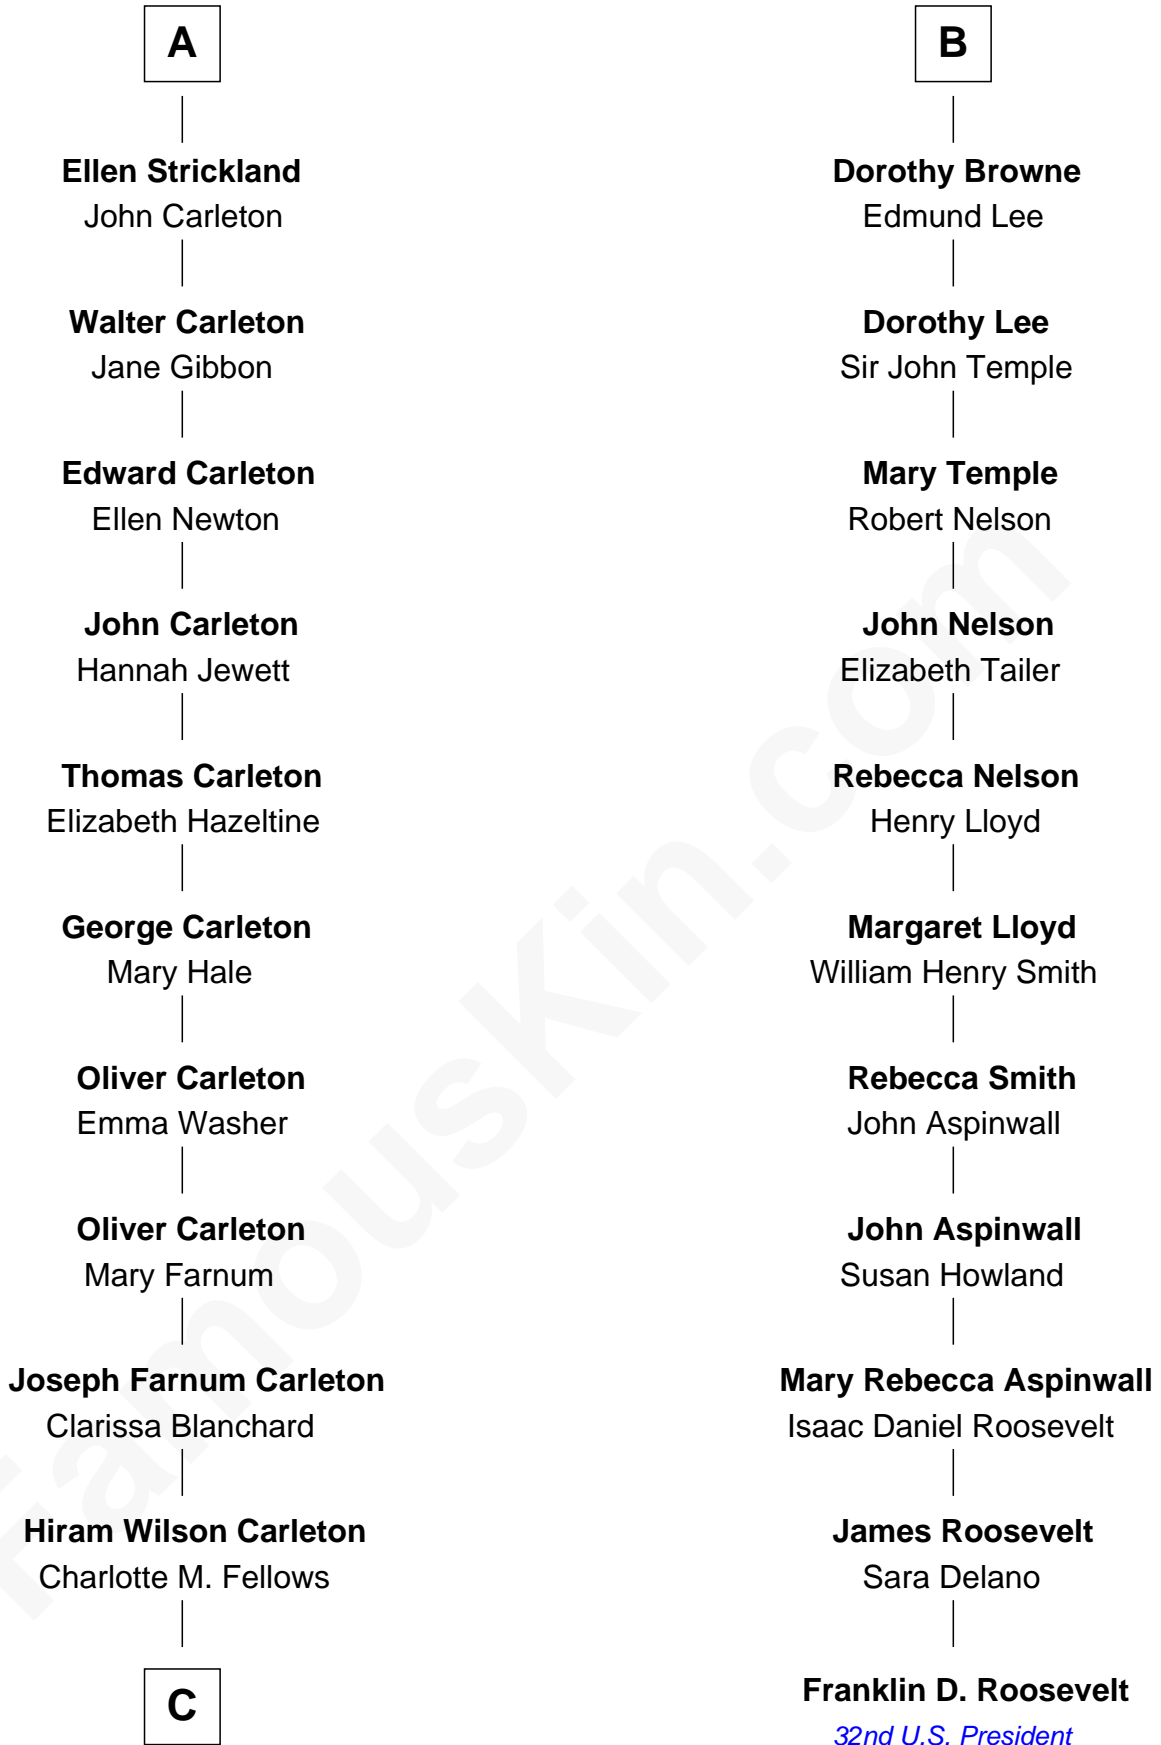 A
Ellen Strickland
John Carleton
Walter Carleton
Jane Gibbon
Edward Carleton
Ellen Newton
John Carleton
Hannah Jewett
Thomas Carleton
Elizabeth Hazeltine
George Carleton
Mary Hale
Oliver Carleton
Emma Washer
Oliver Carleton
Mary Farnum
Joseph Farnum Carleton
Clarissa Blanchard
Hiram Wilson Carleton
Charlotte M. Fellows
C
B
Dorothy Browne
Edmund Lee
Dorothy Lee
Sir John Temple
Mary Temple
Robert Nelson
John Nelson
Elizabeth Tailer
Rebecca Nelson
Henry Lloyd
Margaret Lloyd
William Henry Smith
Rebecca Smith
John Aspinwall
John Aspinwall
Susan Howland
Mary Rebecca Aspinwall
Isaac Daniel Roosevelt
James Roosevelt
Sara Delano
Franklin D. Roosevelt
32nd U.S. President
FamousKin.com